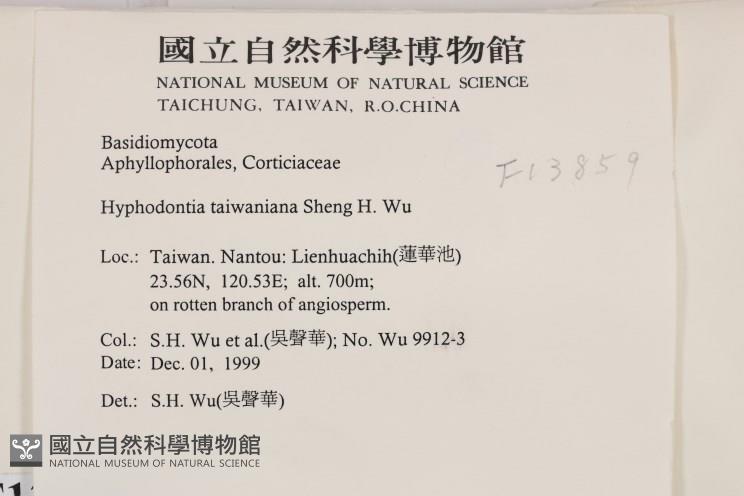 國立自然科學博物館
NATIONAL MUSEUM OF NATURAL SCIENCE
TAICHUNG, TAIWAN, R.O.CHINA
Basidiomycota
Aphyllophorales, Corticiaceae
F13859
Hyphodontia taiwaniana Sheng H. Wu
Loc.: Taiwan. Nantou: Lienhuachih(蓮華池)
23.56N, 120.53E; alt. 700m;
on rotten branch of angiosperm.
Col.: S.H. Wu et al.(吳聲華); No. Wu 9912-3
Date: Dec. 01, 1999
Det.: S.H. Wu(吳聲華)
國立自然科學博物館
NATIONAL MUSEUM OF NATURAL SCIENCE